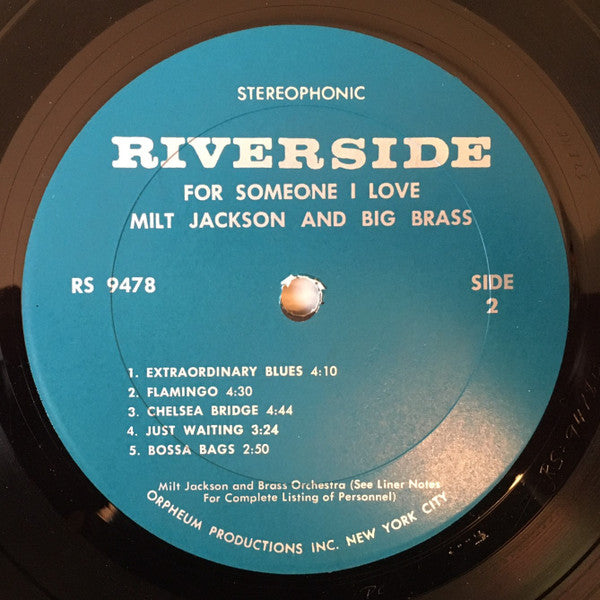 STEREOPHONIC
RIVERSIDE
FOR SOMEONE I LOVE
MILT JACKSON AND BIG BRASS
RS 9478
SIDE
2
1. EXTRAORDINARY BLUES 4:10
2. FLAMINGO 4:30
3. CHELSEA BRIDGE 4:44
4. JUST WAITING 3:24
5. BOSSA BAGS 2:50
Milt Jackson and Brass Orchestra (See Liner Notes
For Complete Listing of Personnel)
ORPHEUM PRODUCTIONS INC. NEW YORK CITY